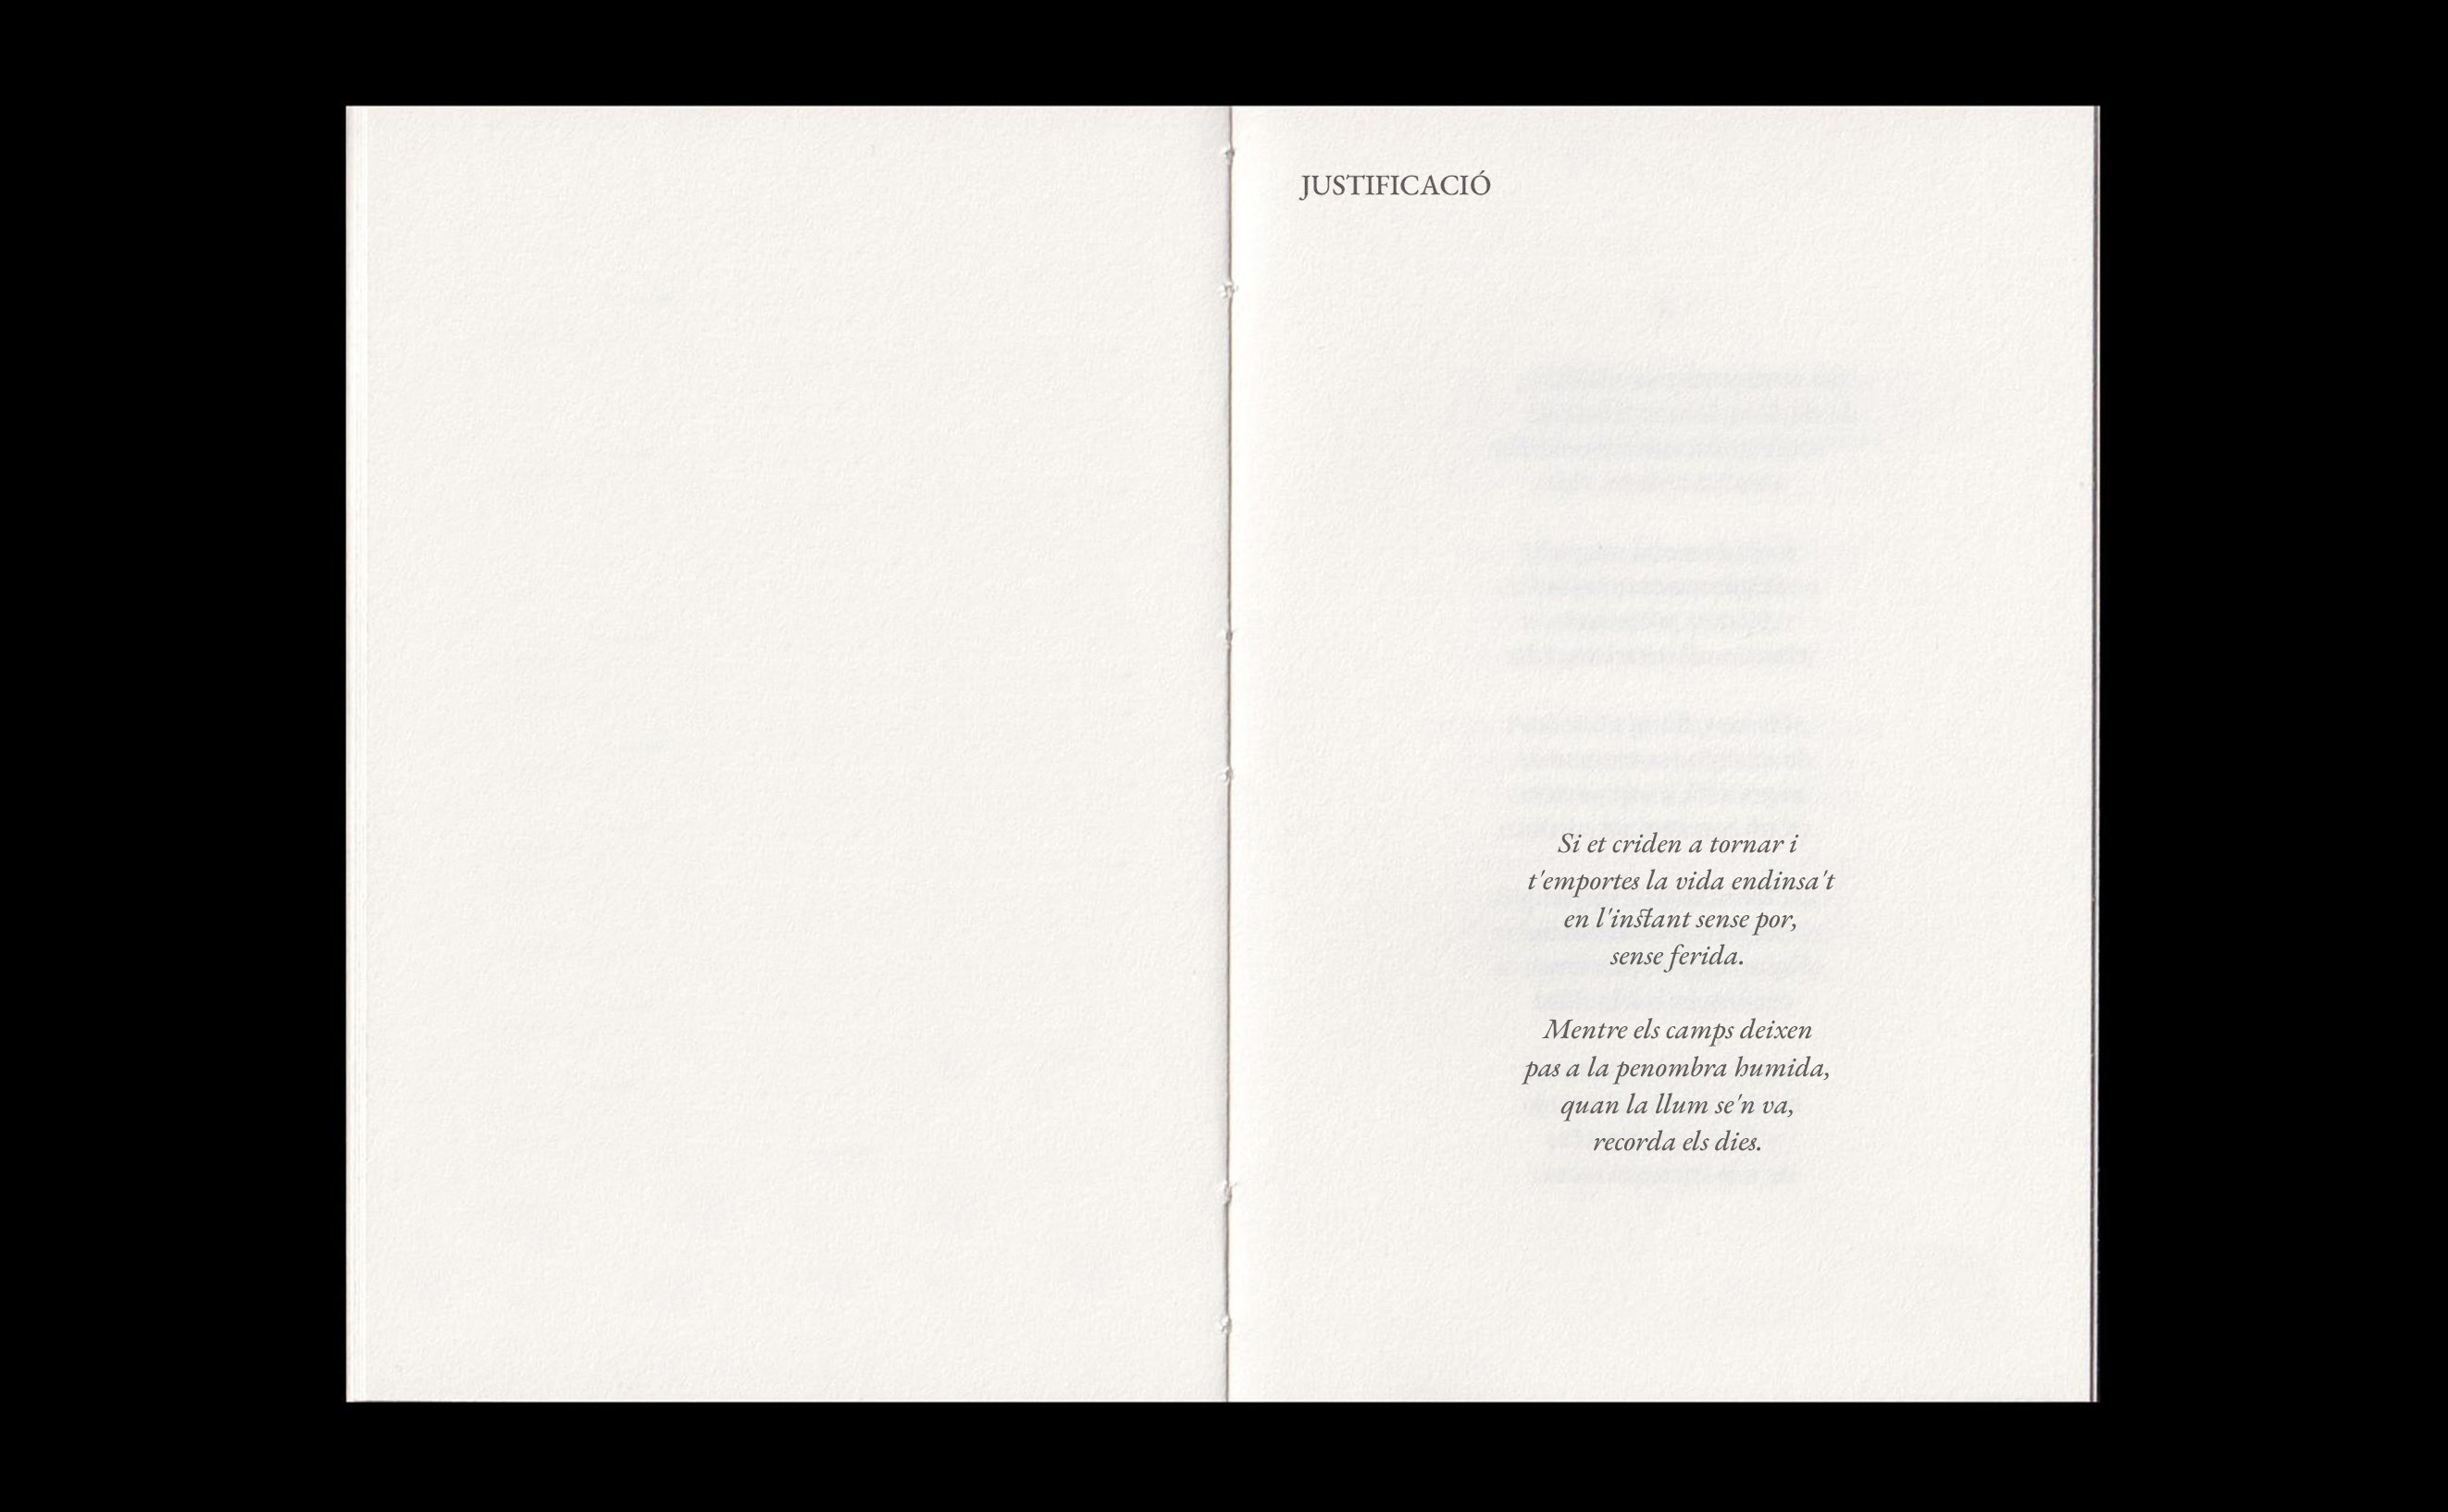 JUSTIFICACIÓ
Si et criden a tornar i
t'emportes la vida endinsa't
en l'instant sense por,
sense ferida.
Mentre els camps deixen
pas a la penombra humida,
quan la llum se'n va,
recorda els dies.